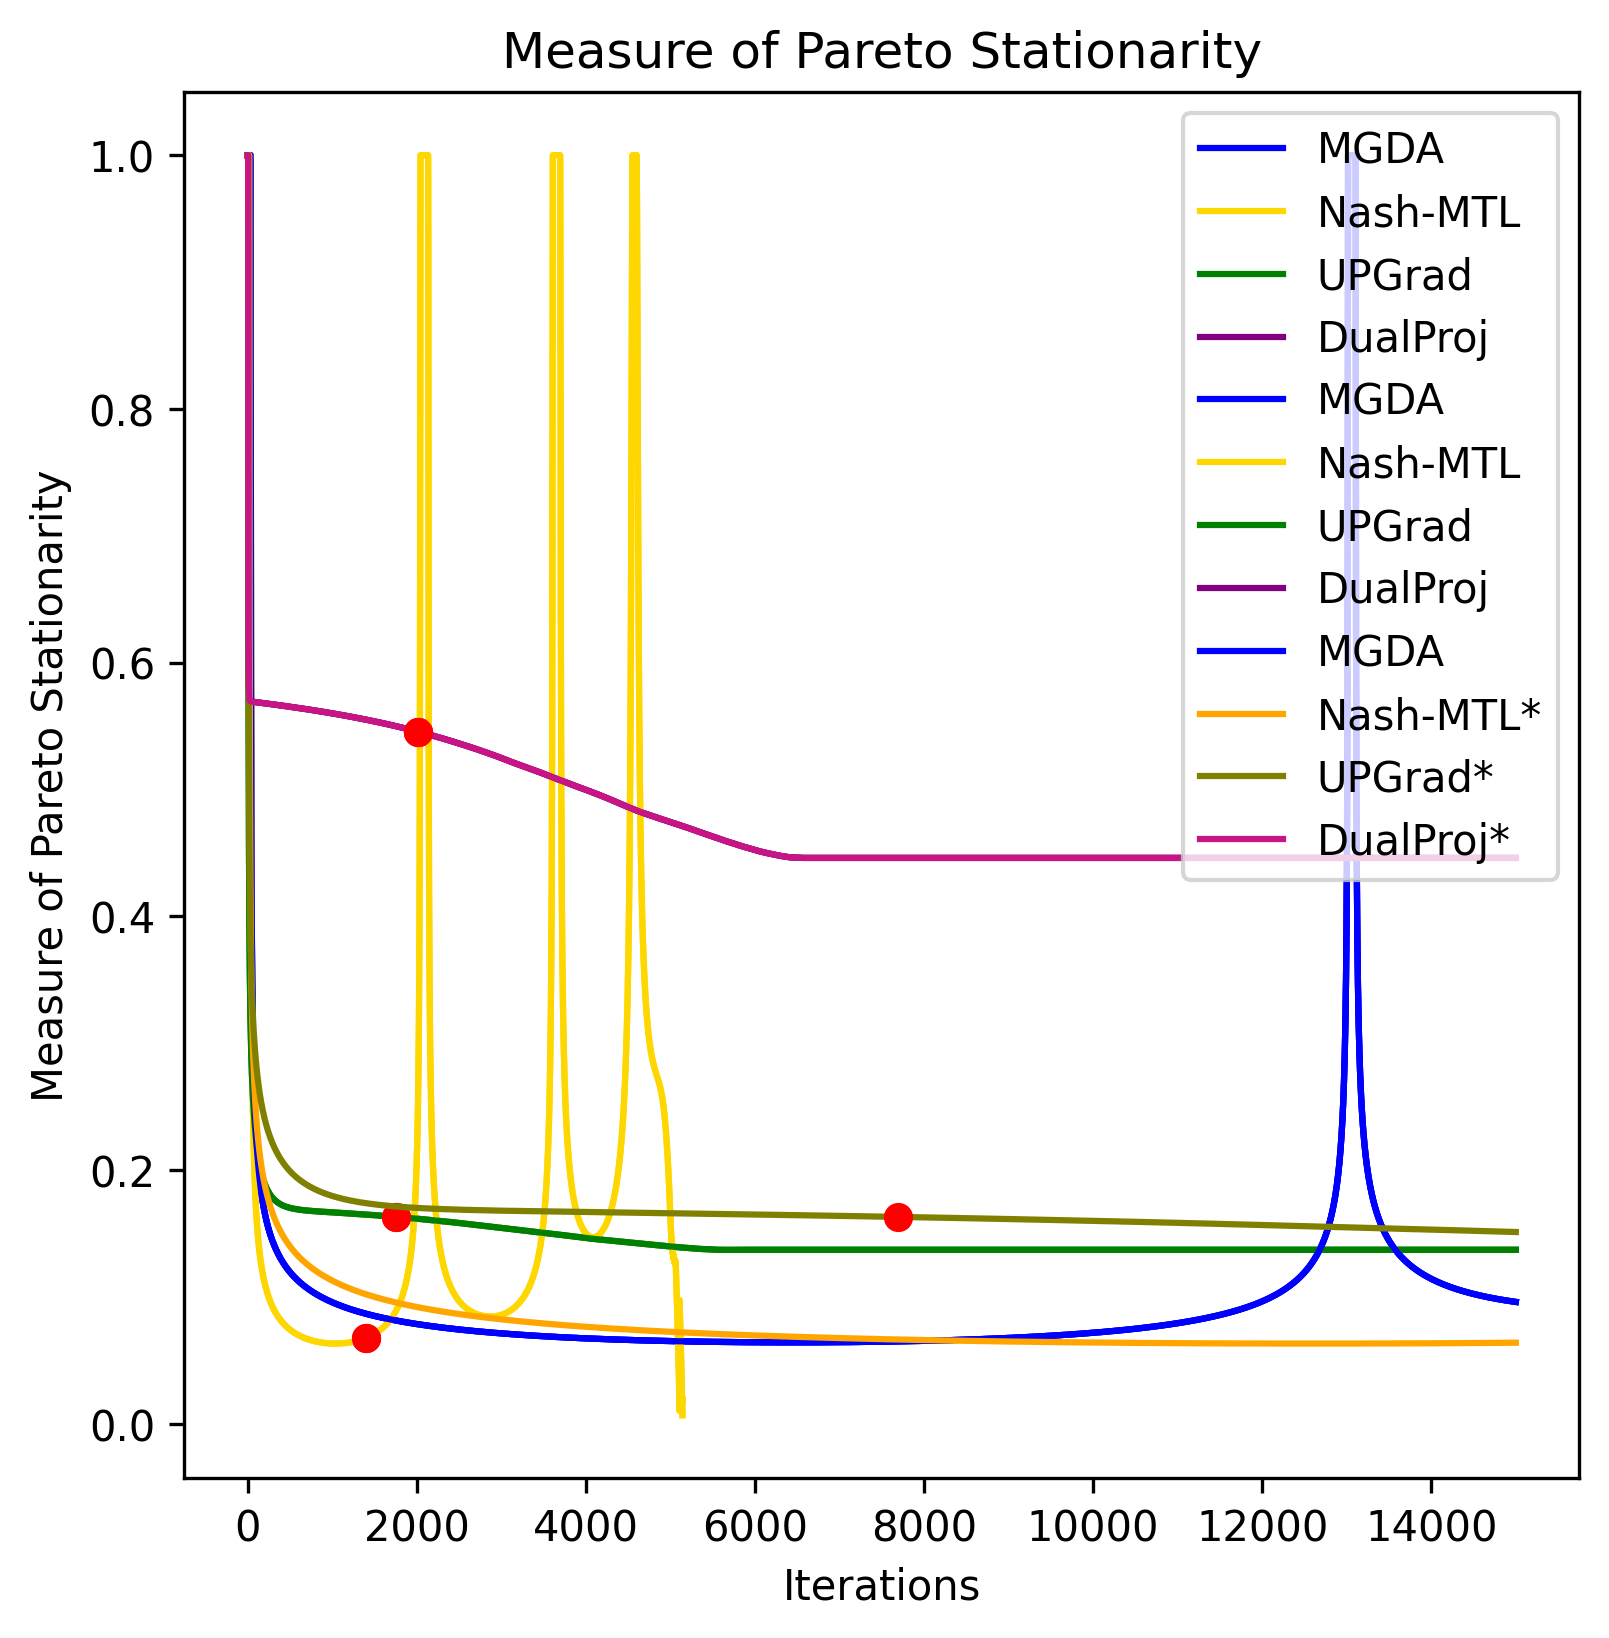 Measure of Pareto Stationarity
Measure of Pareto Stationarity
1.0
0.8
0.6
0.4
0.2
0.0
MGDA
Nash-MTL
UPGrad
DualProj
MGDA
Nash-MTL
UPGrad
DualProj
MGDA
Nash-MTL*
UPGrad*
DualProj*
0 2000 4000 6000 8000 10000 12000 14000
Iterations